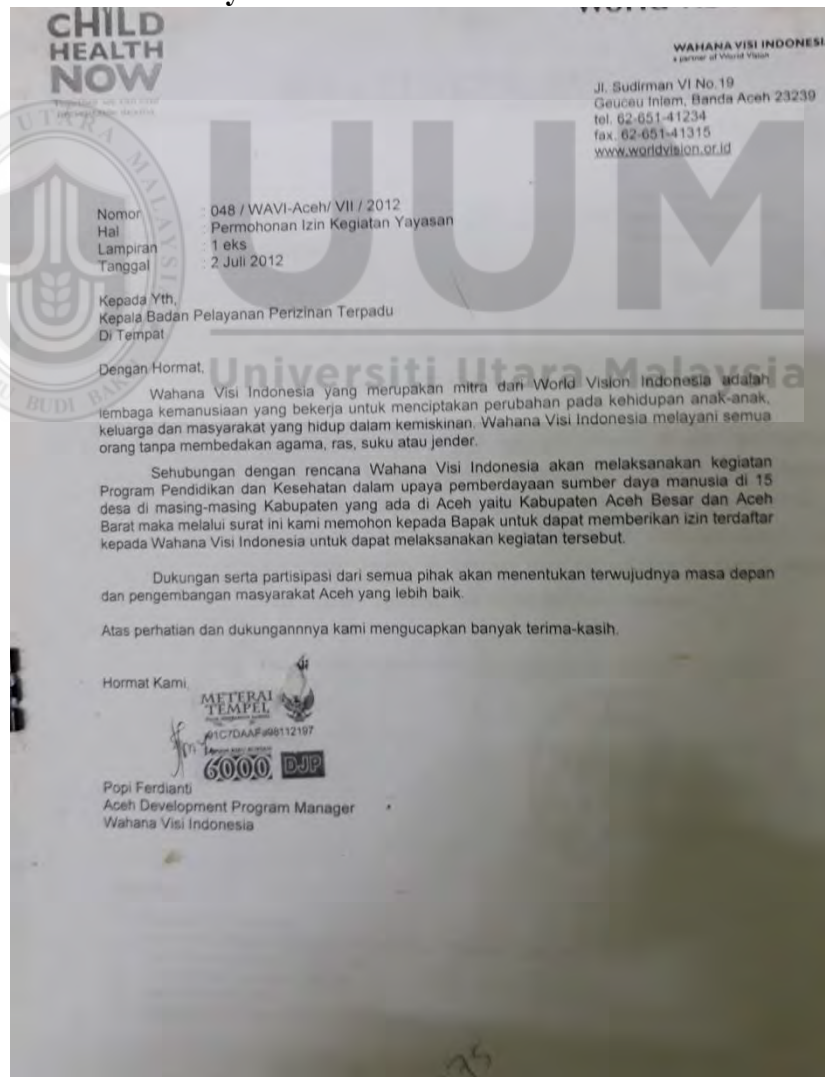 CHILD
HEALTH
NOW
WAHANA VISI INDONESI
a partner of World Vision
Jl. Sudirman VI No.19
Geuceu Iniem, Banda Aceh 23239
tel. 62-651-41234
fax. 62-651-41315
www.worldvision.or.id
UTARA MALAYSIA
BUDI
UUM
Universiti Utara Malaysia
Nomor : 048 / WAVI-Aceh/ VII / 2012
Hal : Permohonan Izin Kegiatan Yayasan
Lampiran : 1 eks
Tanggal : 2 Juli 2012
Kepada Yth,
Kepala Badan Pelayanan Perizinan Terpadu
Di Tempat
Dengan Hormat,
Wahana Visi Indonesia yang merupakan mitra dari World Vision Indonesia adalah
lembaga kemanusiaan yang bekerja untuk menciptakan perubahan pada kehidupan anak-anak,
keluarga dan masyarakat yang hidup dalam kemiskinan. Wahana Visi Indonesia melayani semua
orang tanpa membedakan agama, ras, suku atau jender.
Sehubungan dengan rencana Wahana Visi Indonesia akan melaksanakan kegiatan
Program Pendidikan dan Kesehatan dalam upaya pemberdayaan sumber daya manusia di 15
desa di masing-masing Kabupaten yang ada di Aceh yaitu Kabupaten Aceh Besar dan Aceh
Barat maka melalui surat ini kami memohon kepada Bapak untuk dapat memberikan izin terdaftar
kepada Wahana Visi Indonesia untuk dapat melaksanakan kegiatan tersebut.
Dukungan serta partisipasi dari semua pihak akan menentukan terwujudnya masa depan
dan pengembangan masyarakat Aceh yang lebih baik.
Atas perhatian dan dukungannnya kami mengucapkan banyak terima-kasih.
Hormat Kami,
METERAI
TEMPEL
6000 DJP
Popi Ferdianti
Aceh Development Program Manager
Wahana Visi Indonesia